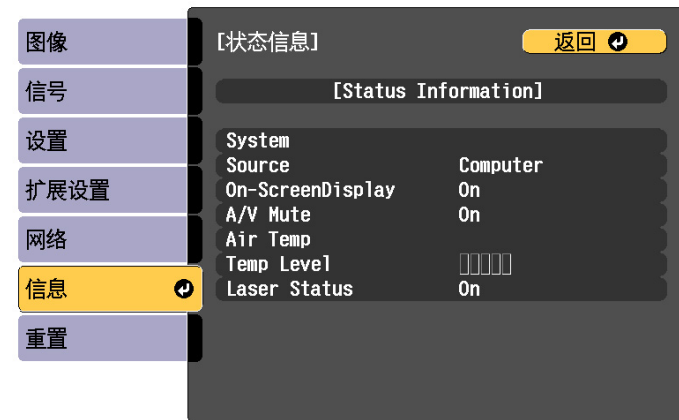 图像
信号
设置
扩展设置
网络
信息
重置
[状态信息]
返回
[Status Information]
System
Source Computer
On-ScreenDisplay On
A/V Mute On
Air Temp
Temp Level
Laser Status On